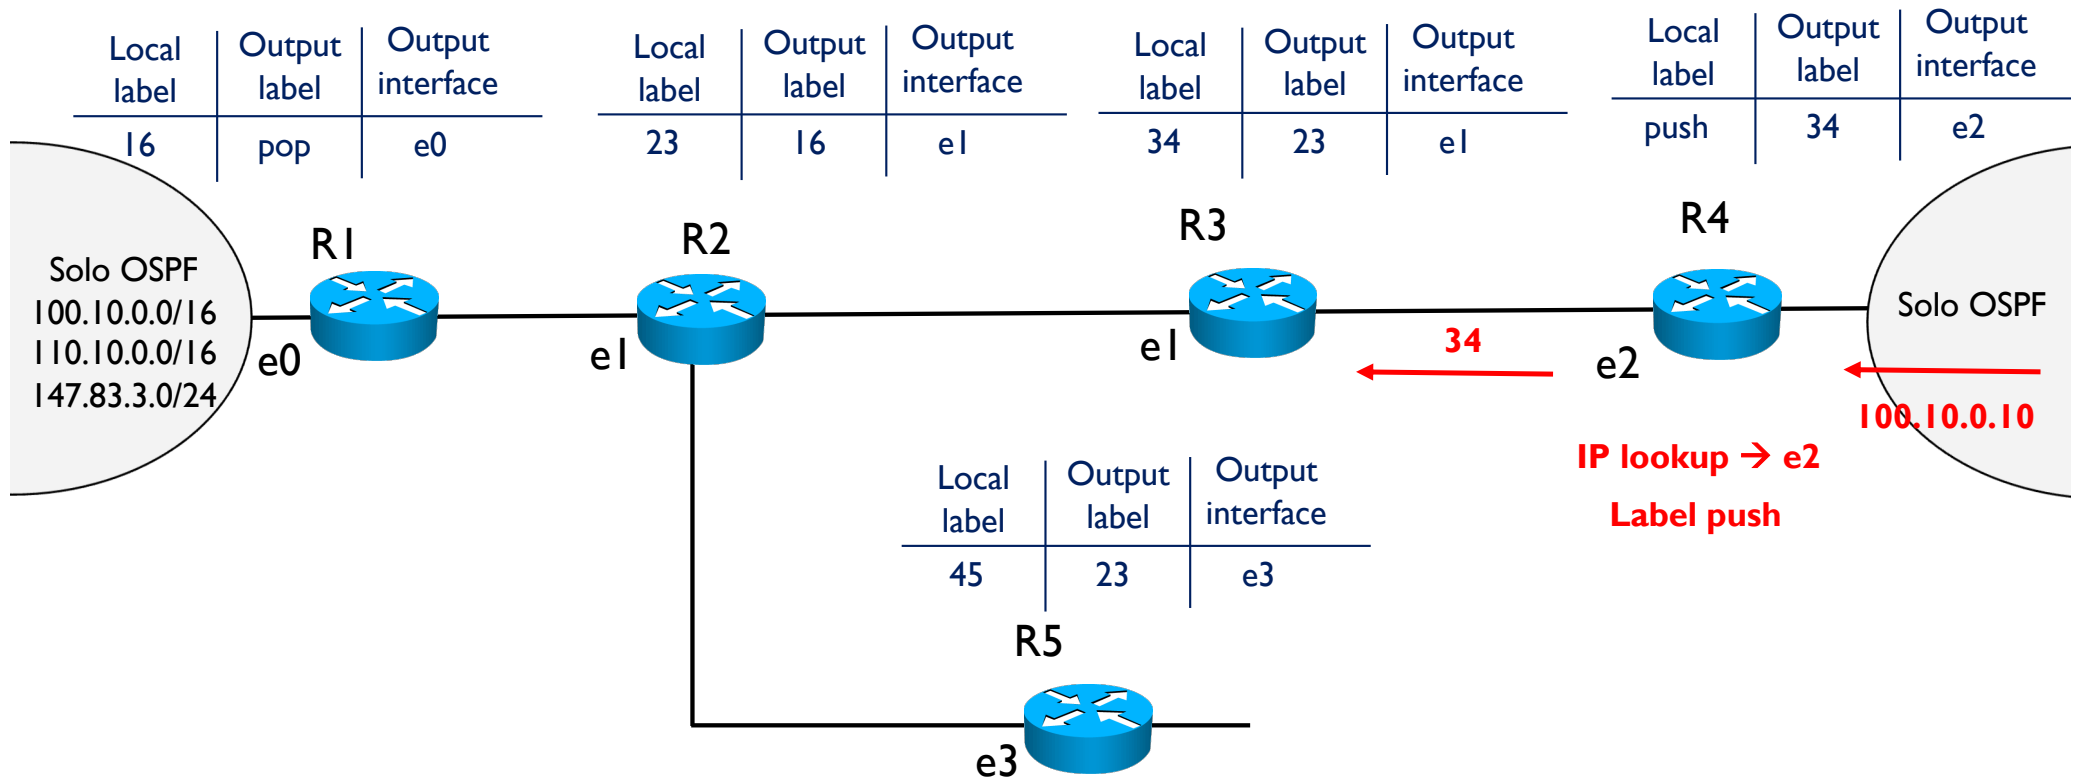 Local label | Output label | Output interface
16 | pop | e0
Local label | Output label | Output interface
23 | 16 | e1
Local label | Output label | Output interface
34 | 23 | e1
Local label | Output label | Output interface
push | 34 | e2
R1
R2
R3
R4
Solo OSPF
100.10.0.0/16
110.10.0.0/16
147.83.3.0/24
e0
e1
e1
34
e2
Solo OSPF
100.10.0.10
IP lookup → e2
Label push
Local label | Output label | Output interface
45 | 23 | e3
R5
e3